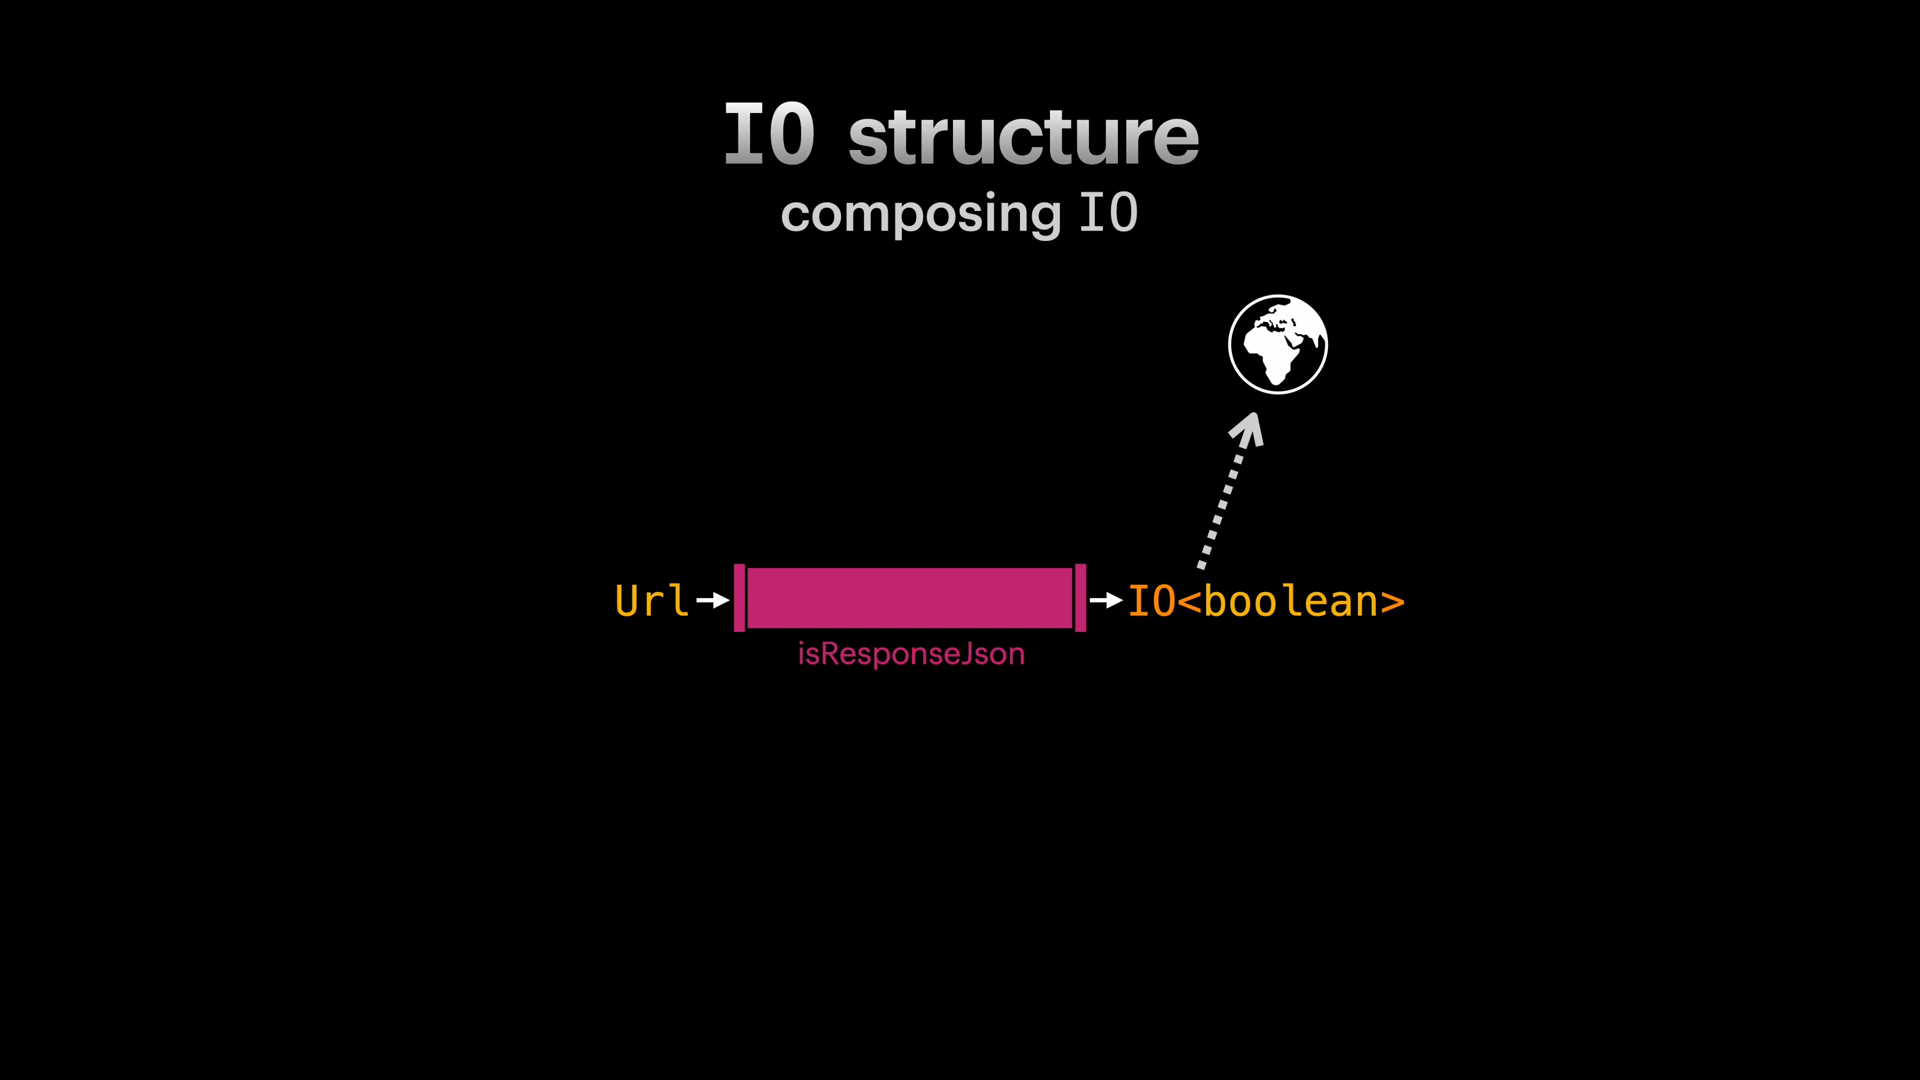 IO structure
composing IO
Url
IO<boolean>
isResponseJson